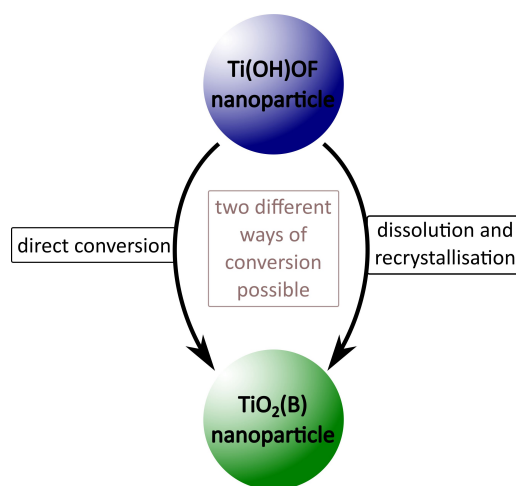 Ti(OH)OF
nanoparticle
direct conversion
two different
ways of
conversion
possible
dissolution and
recrystallisation
TiO₂(B)
nanoparticle